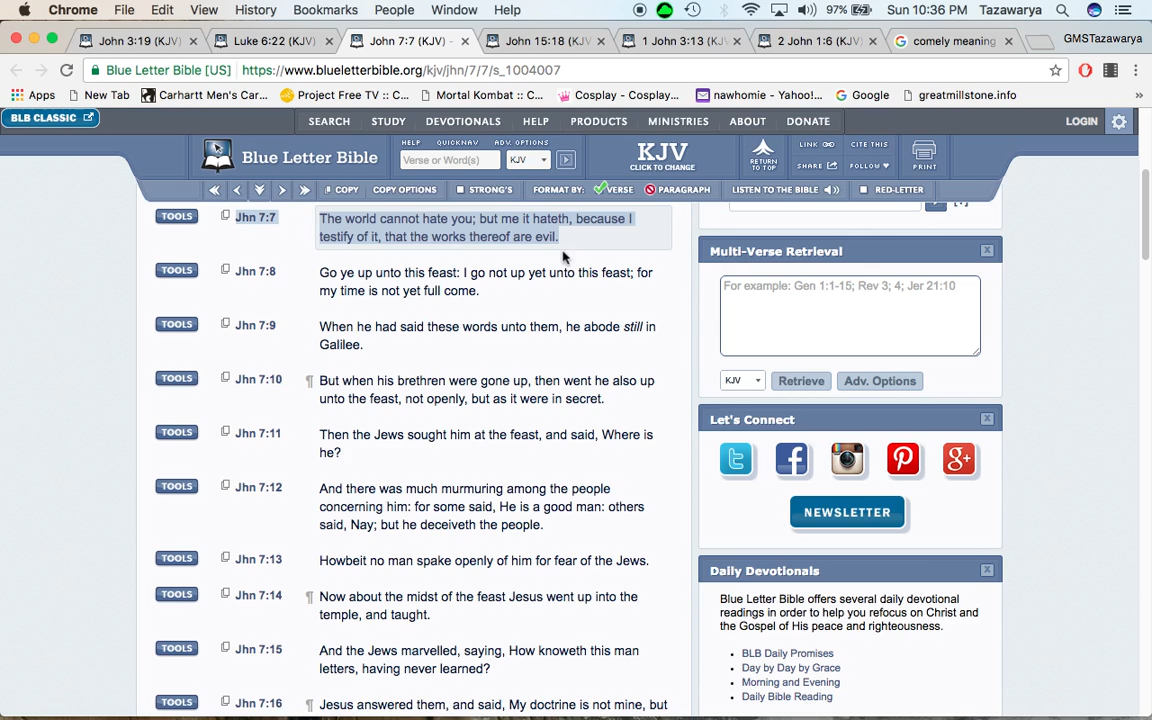 Chrome File Edit View History Bookmarks People Window Help 97% Sun 10:36 PM Tazawarya
John 3:19 (KJV) Luke 6:22 (KJV) John 7:7 (KJV) - John 15:18 (KJV) 1 John 3:13 (KJV) 2 John 1:6 (KJV) comely meaning GMSTazawarya
Blue Letter Bible [US] https://www.blueletterbible.org/kjv/jhn/7/7/s_1004007
Apps New Tab Carhartt Men's Car... Project Free TV :: C... Mortal Kombat :: C... Cosplay - Cosplay... nawhomie - Yahoo!... Google greatmillstone.info »
BLB CLASSIC SEARCH STUDY DEVOTIONALS HELP PRODUCTS MINISTRIES ABOUT DONATE LOGIN
HELP QUICKNAV ADV. OPTIONS
Blue Letter Bible Verse or Word(s) KJV
KJV
CLICK TO CHANGE
RETURN
TO TOP
LINK CITE THIS
SHARE FOLLOW
PRINT
COPY COPY OPTIONS STRONG'S FORMAT BY: VERSE PARAGRAPH LISTEN TO THE BIBLE RED-LETTER
TOOLS Jhn 7:7 The world cannot hate you; but me it hateth, because I
testify of it, that the works thereof are evil.
TOOLS Jhn 7:8 Go ye up unto this feast: I go not up yet unto this feast; for
my time is not yet full come.
TOOLS Jhn 7:9 When he had said these words unto them, he abode still in
Galilee.
TOOLS Jhn 7:10 ¶ But when his brethren were gone up, then went he also up
unto the feast, not openly, but as it were in secret.
TOOLS Jhn 7:11 Then the Jews sought him at the feast, and said, Where is
he?
TOOLS Jhn 7:12 And there was much murmuring among the people
concerning him: for some said, He is a good man: others
said, Nay; but he deceiveth the people.
TOOLS Jhn 7:13 Howbeit no man spake openly of him for fear of the Jews.
TOOLS Jhn 7:14 ¶ Now about the midst of the feast Jesus went up into the
temple, and taught.
TOOLS Jhn 7:15 And the Jews marvelled, saying, How knoweth this man
letters, having never learned?
TOOLS Jhn 7:16 ¶ Jesus answered them, and said, My doctrine is not mine, but
Multi-Verse Retrieval
For example: Gen 1:1-15; Rev 3; 4; Jer 21:10
KJV Retrieve Adv. Options
Let's Connect
NEWSLETTER
Daily Devotionals
Blue Letter Bible offers several daily devotional
readings in order to help you refocus on Christ and
the Gospel of His peace and righteousness.
BLB Daily Promises
Day by Day by Grace
Morning and Evening
Daily Bible Reading